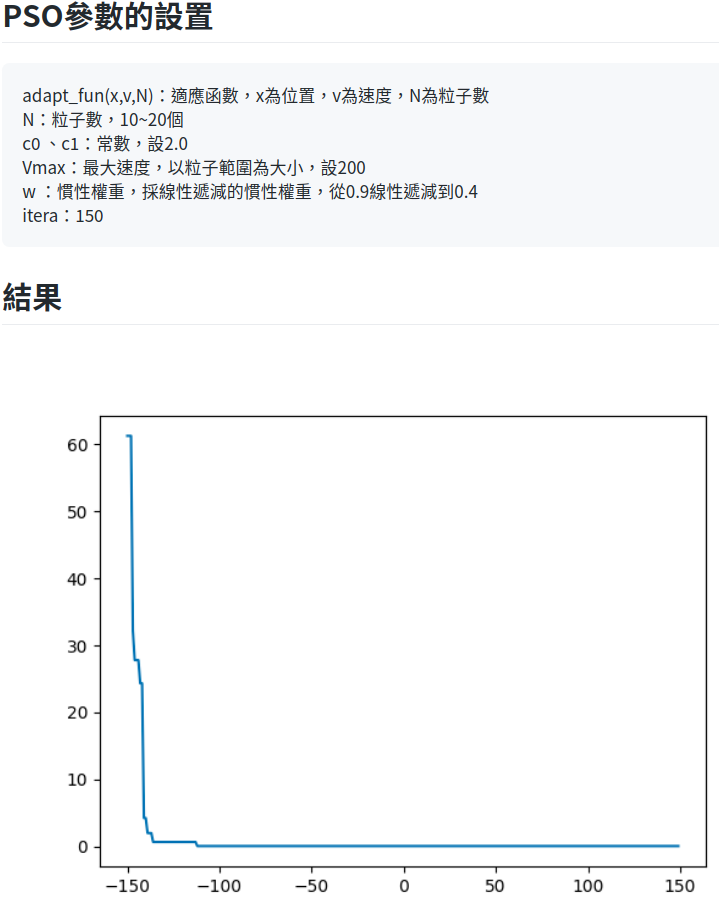 PSO參數的設置
adapt_fun(x,v,N)：適應函數，x為位置，v為速度，N為粒子數
N：粒子數，10~20個
c0 、c1：常數，設2.0
Vmax：最大速度，以粒子範圍為大小，設200
w ：慣性權重，採線性遞減的慣性權重，從0.9線性遞減到0.4
itera：150
結果
60
50
40
30
20
10
0
−150 −100 −50 0 50 100 150